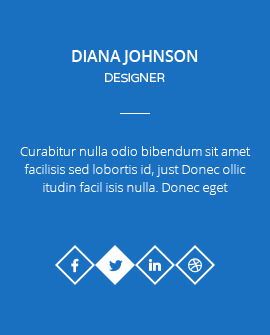 DIANA JOHNSON
DESIGNER
Curabitur nulla odio bibendum sit amet
facilisis sed lobortis id, just Donec ollic
itudin facil isis nulla. Donec eget